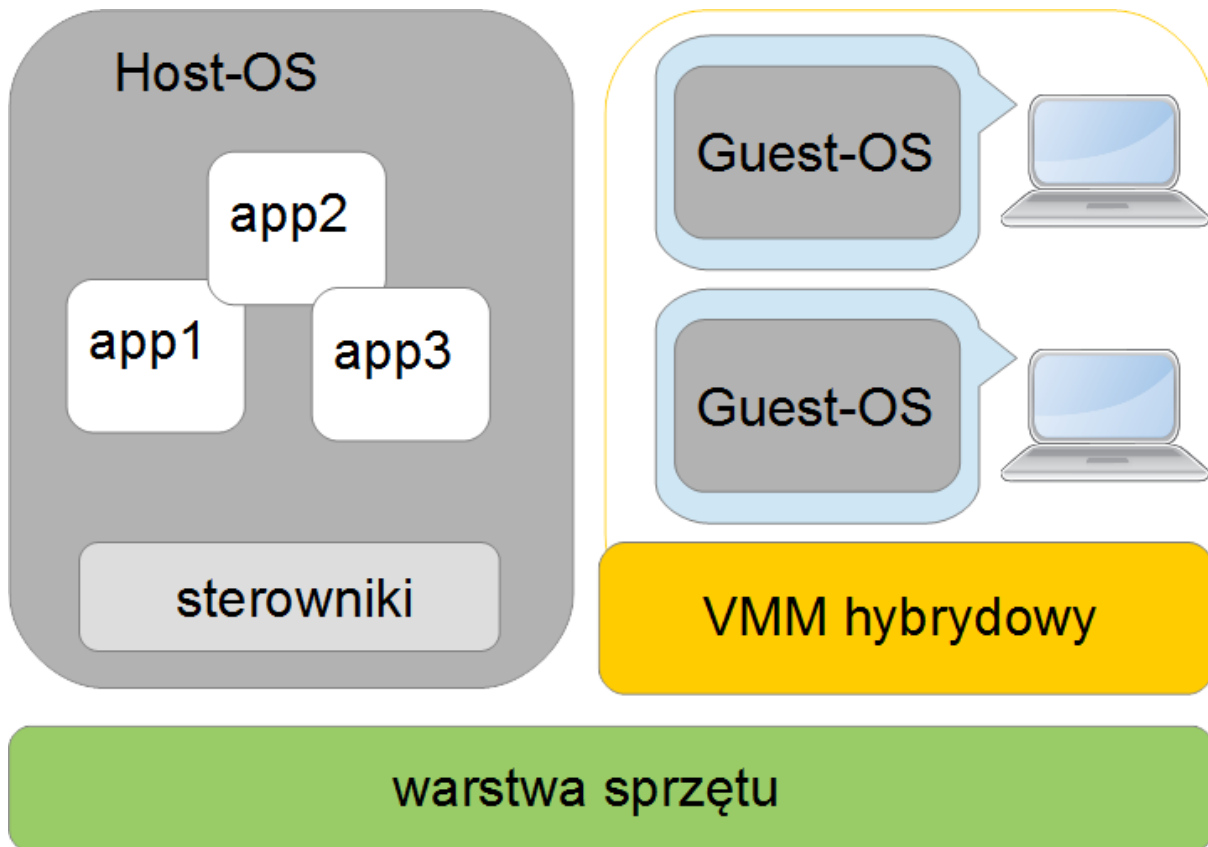 Host-OS
app2
app1
app3
sterowniki
Guest-OS
Guest-OS
VMM hybrydowy
warstwa sprzętu